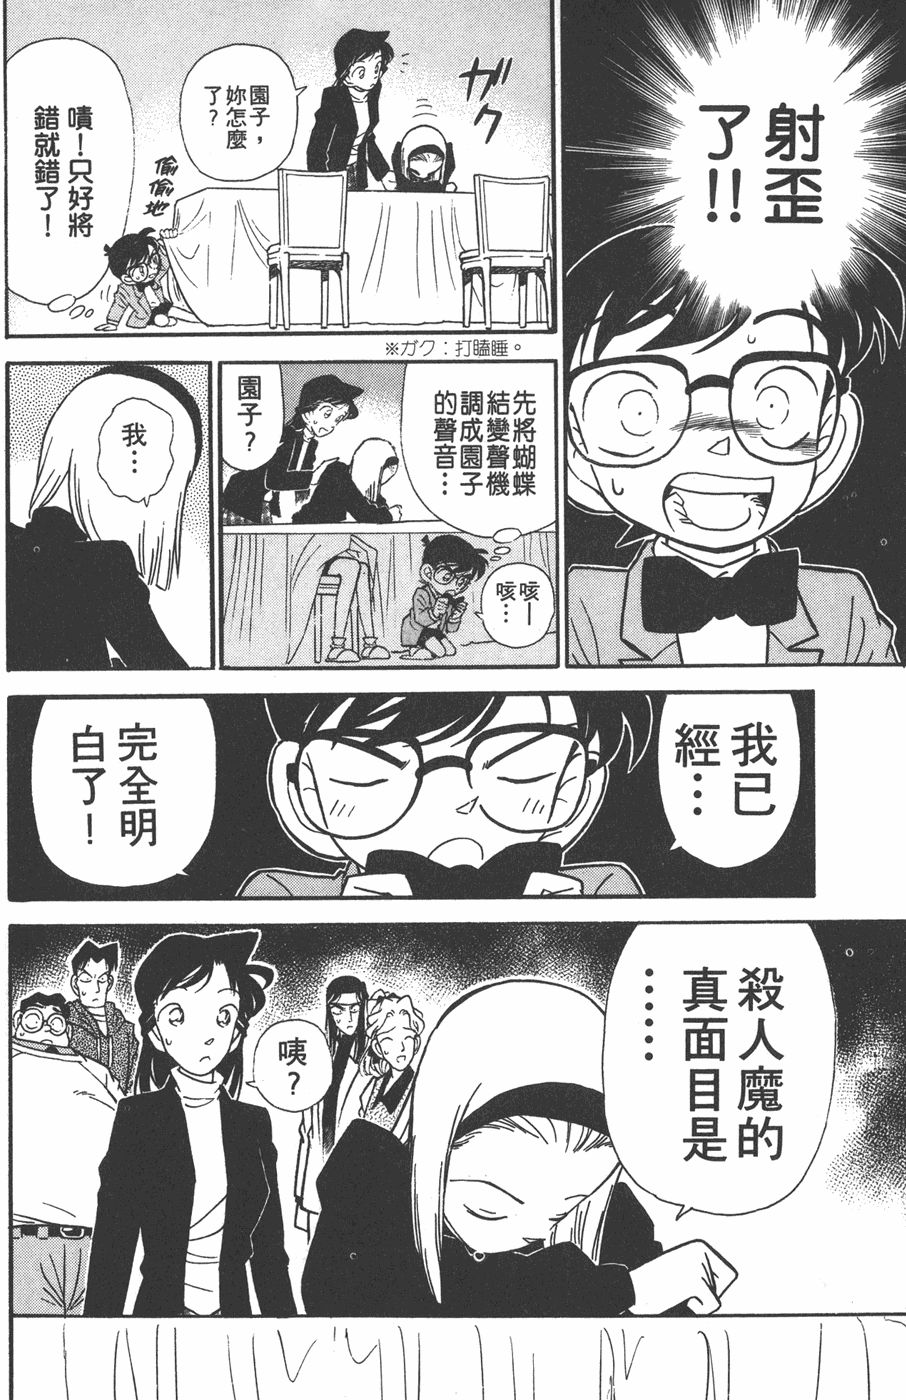 射歪
了!!
ガク
園子，
妳怎麼
了？
偷偷地
嘖！只好將
錯就錯了！
※ガク：打瞌睡。
先將蝴蝶
結變聲機
調成園子
的聲音…
園子？
咳—
咳…
我…
我已
經…
完全明
白了！
殺人魔的
真面目是
……
咦？